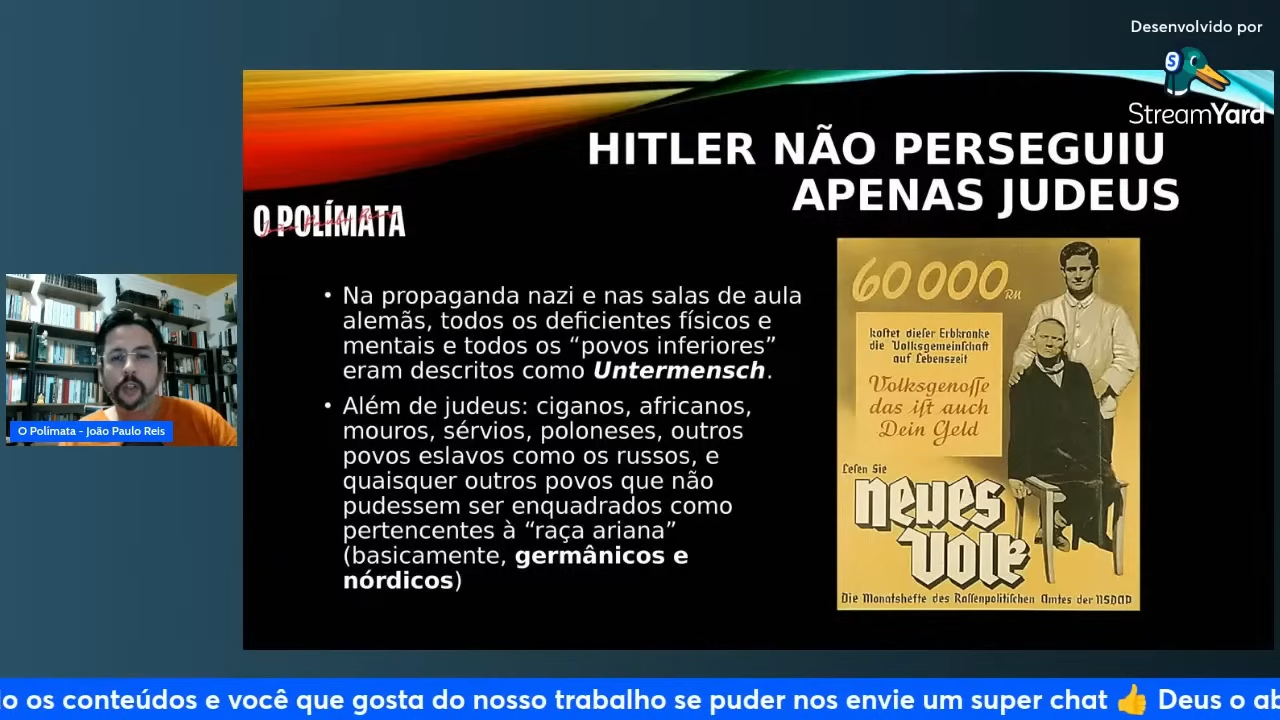 Desenvolvido por
StreamYard
HITLER NÃO PERSEGUIU
APENAS JUDEUS
O POLÍMATA
• Na propaganda nazi e nas salas de aula
alemãs, todos os deficientes físicos e
mentais e todos os “povos inferiores”
eram descritos como Untermensch.
• Além de judeus: ciganos, africanos,
mouros, sérvios, poloneses, outros
povos eslavos como os russos, e
quaisquer outros povos que não
pudessem ser enquadrados como
pertencentes à “raça ariana”
(basicamente, germânicos e
nórdicos)
60000 RM
kostet dieser Erbkranke
die Volksgemeinschaft
auf Lebenszeit
Volksgenosse
das ist auch
Dein Geld
Lesen Sie
neues
Volk
Die Monatshefte des Rassenpolitischen Amtes der NSDAP
O Polimata - João Paulo Reis
os conteúdos e você que gosta do nosso trabalho se puder nos envie um super chat 👍 Deus o